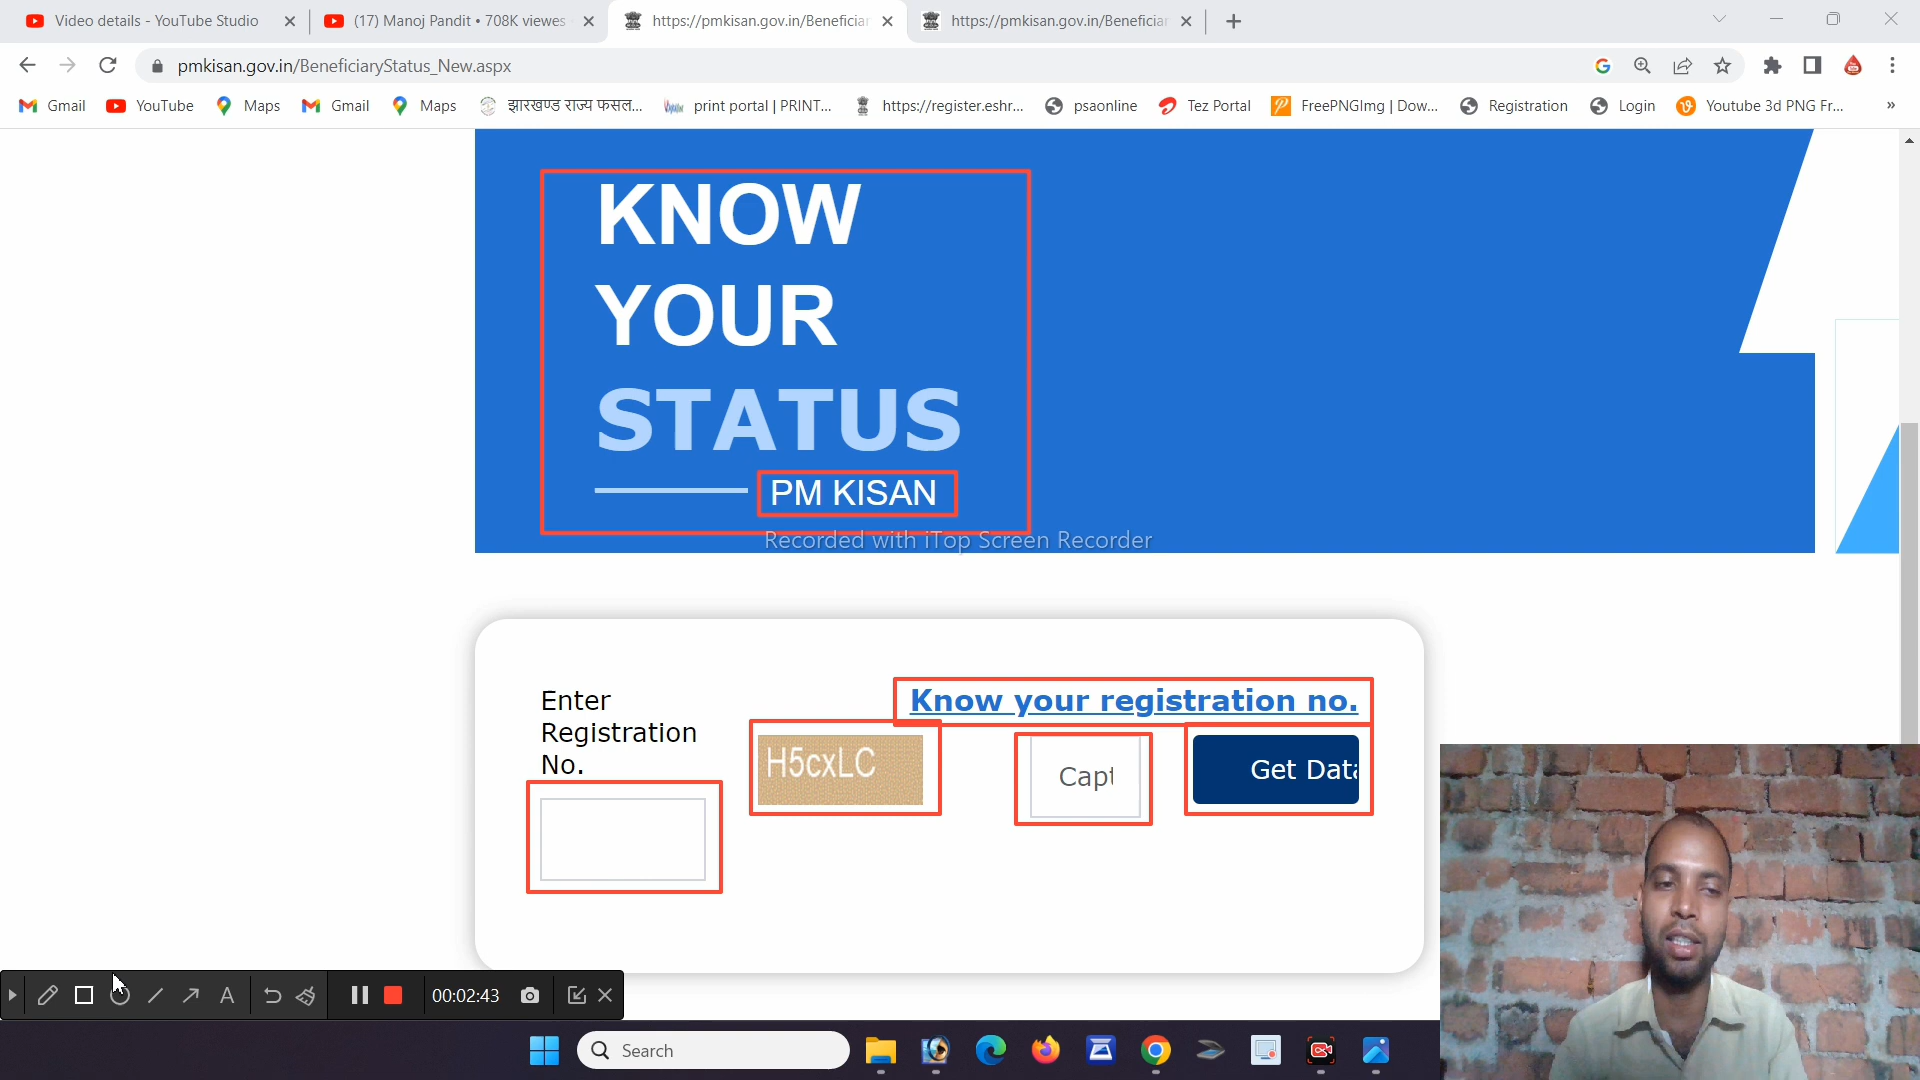 Video details - YouTube Studio
(17) Manoj Pandit • 708K viewes
https://pmkisan.gov.in/Beneficiar
https://pmkisan.gov.in/Beneficiar
pmkisan.gov.in/BeneficiaryStatus_New.aspx
Gmail
YouTube
Maps
Gmail
Maps
झारखण्ड राज्य फसल...
print portal | PRINT...
https://register.eshr...
psaonline
Tez Portal
FreePNGImg | Dow...
Registration
Login
Youtube 3d PNG Fr...
»
KNOW
YOUR
STATUS
PM KISAN
Recorded with iTop Screen Recorder
Enter
Registration
No.
Know your registration no.
H5cxLC
Capt
Get Data
A
00:02:43
Search